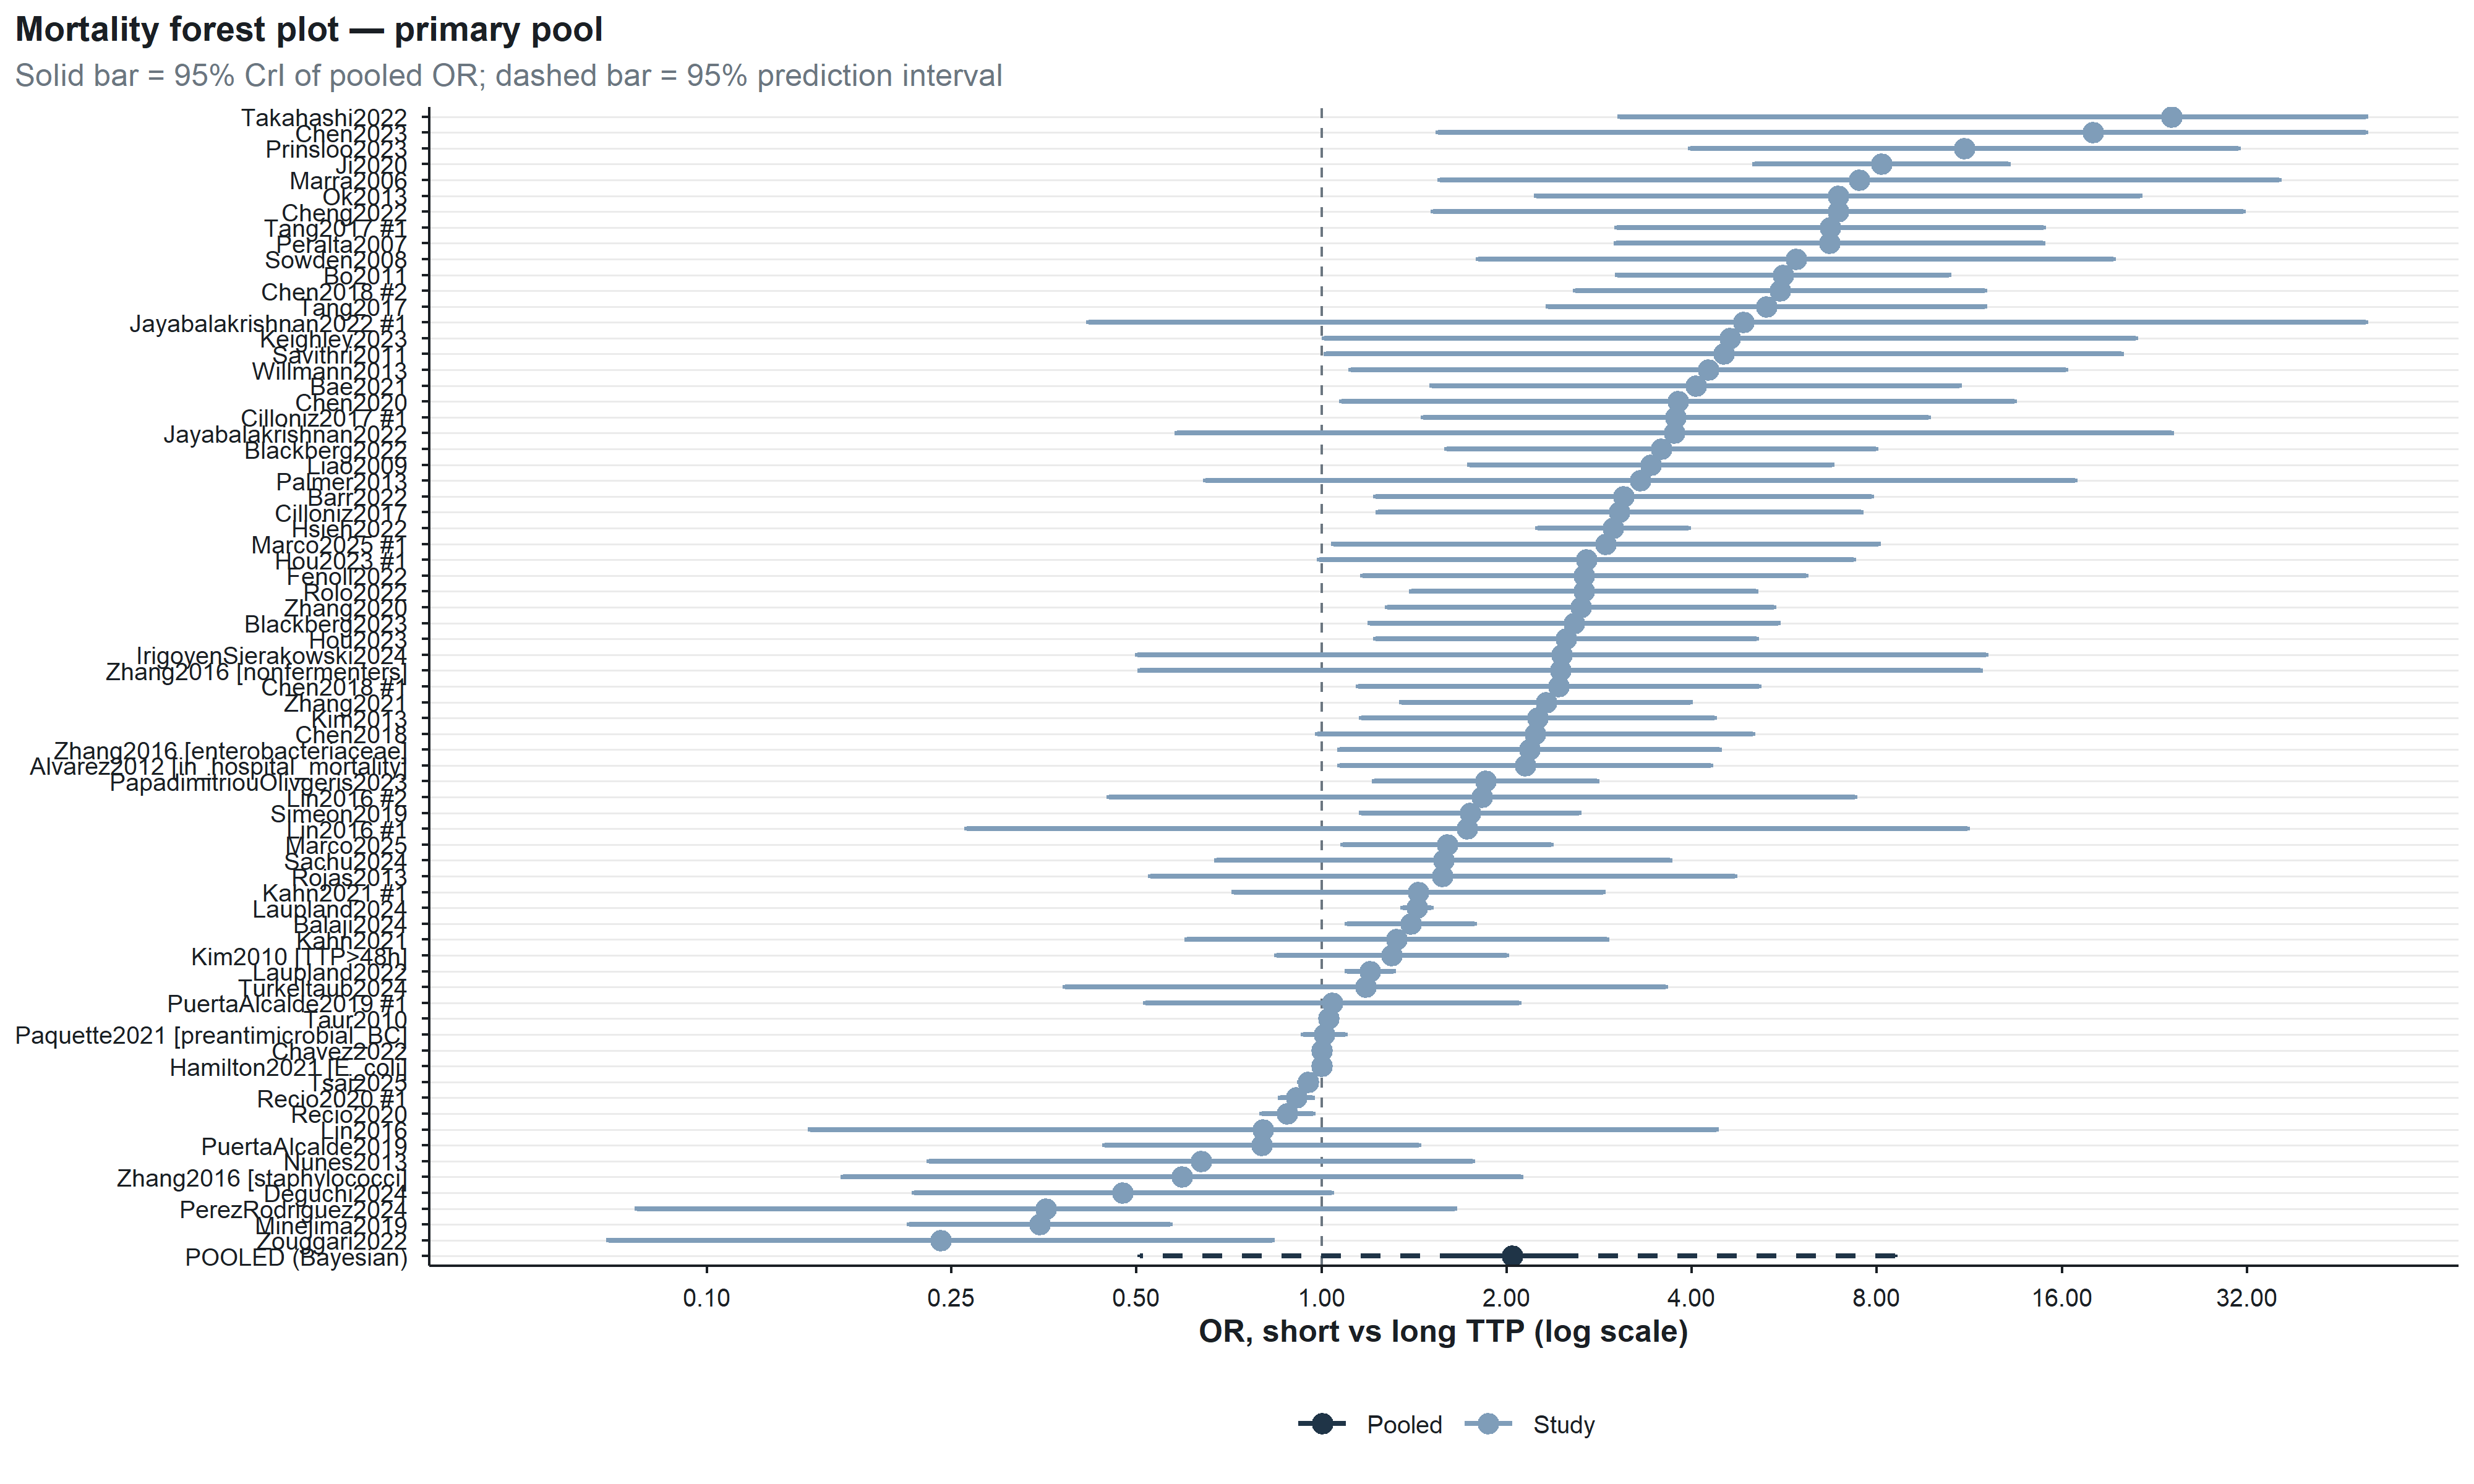 Mortality forest plot — primary pool
Solid bar = 95% CrI of pooled OR; dashed bar = 95% prediction interval
Takahashi2022
Chen2023
Prinsloo2023
Ji2020
Marra2006
Ok2013
Cheng2022
Tang2017 #1
Peralta2007
Sowden2008
Bo2011
Chen2018 #2
Tang2017
Jayabalakrishnan2022 #1
Keighley2023
Savithri2011
Willmann2013
Bae2021
Chen2020
Cilloniz2017 #1
Jayabalakrishnan2022
Blackberg2022
Liao2009
Palmer2013
Barr2022
Cilloniz2017
Hsieh2022
Marco2025 #1
Hou2023 #1
Fenoll2022
Rolo2022
Zhang2020
Blackberg2023
Hou2023
IrigoyenSierakowski2024
Zhang2016 [nonfermenters]
Chen2018 #1
Zhang2021
Kim2013
Chen2018
Zhang2016 [enterobacteriaceae]
Alvarez2012 [in_hospital_mortality]
PapadimitriouOlivgeris2023
Lin2016 #2
Simeon2019
Lin2016 #1
Marco2025
Sachu2024
Rojas2013
Kahn2021 #1
Laupland2024
Balaji2024
Kahn2021
Kim2010 [TTP>48h]
Laupland2022
Turkeltaub2024
PuertaAlcalde2019 #1
Taur2010
Paquette2021 [preantimicrobial_BC]
Chavez2022
Hamilton2021 [E_coli]
Tsai2025
Recio2020 #1
Recio2020
Lin2016
PuertaAlcalde2019
Nunes2013
Zhang2016 [staphylococci]
Deguchi2024
PerezRodriguez2024
Minejima2019
Zouggari2022
POOLED (Bayesian)
0.10 0.25 0.50 1.00 2.00 4.00 8.00 16.00 32.00
OR, short vs long TTP (log scale)
Pooled Study